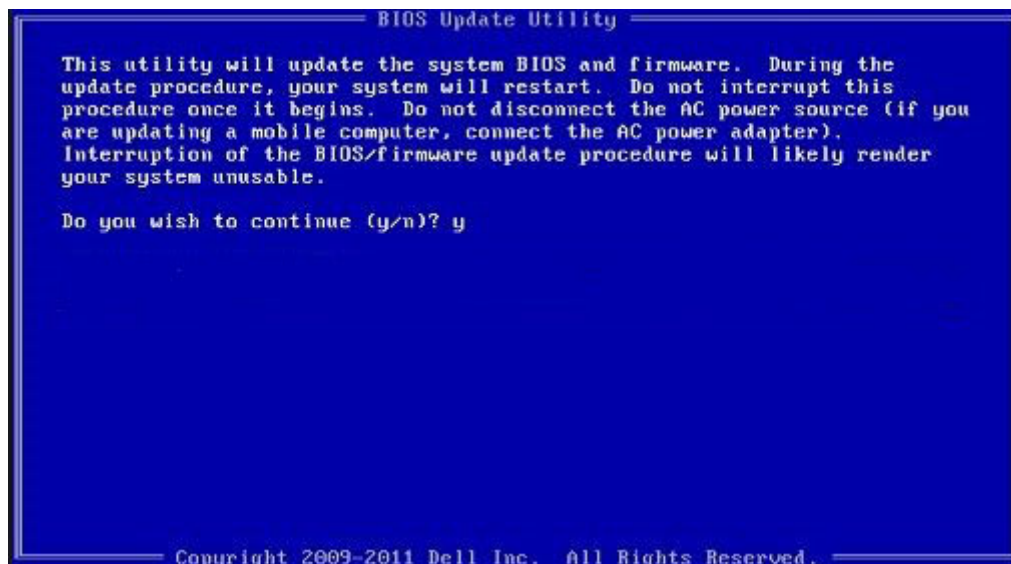 BIOS Update Utility
This utility will update the system BIOS and firmware. During the
update procedure, your system will restart. Do not interrupt this
procedure once it begins. Do not disconnect the AC power source (if you
are updating a mobile computer, connect the AC power adapter).
Interruption of the BIOS/firmware update procedure will likely render
your system unusable.
Do you wish to continue (y/n)? y
Copyright 2009-2011 Dell Inc. All Rights Reserved.